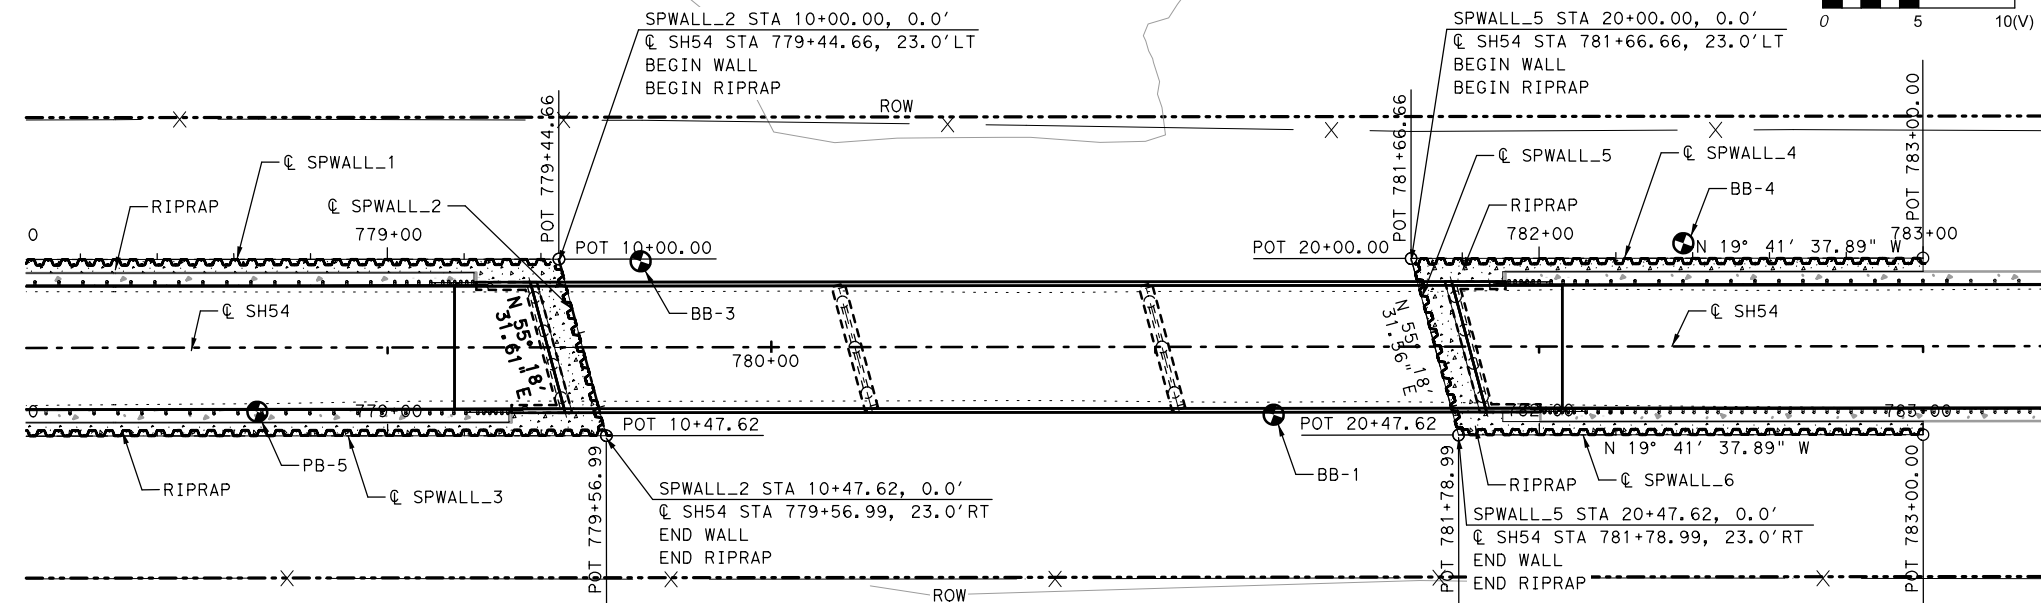 SPWALL_2 STA 10+00.00, 0.0'
℄ SH54 STA 779+44.66, 23.0'LT
BEGIN WALL
BEGIN RIPRAP
SPWALL_5 STA 20+00.00, 0.0'
℄ SH54 STA 781+66.66, 23.0'LT
BEGIN WALL
BEGIN RIPRAP
0 5 10(V)
ROW
POT 779+44.66
POT 781+66.66
POT 783+00.00
℄ SPWALL_1
℄ SPWALL_5
℄ SPWALL_4
BB-4
RIPRAP
℄ SPWALL_2
RIPRAP
0
779+00
782+00
783+00
POT 10+00.00
POT 20+00.00
N 19° 41' 37.89" W
℄ SH54
BB-3
℄ SH54
N 55° 18'
31.61" E
N 55° 18'
31.56" E
780+00
0
779+00
782+00
783+00
POT 10+47.62
POT 20+47.62
N 19° 41' 37.89" W
PB-5
BB-1
RIPRAP
℄ SPWALL_3
RIPRAP
℄ SPWALL_6
POT 779+56.99
POT 781+78.99
POT 783+00.00
SPWALL_2 STA 10+47.62, 0.0'
℄ SH54 STA 779+56.99, 23.0'RT
END WALL
END RIPRAP
SPWALL_5 STA 20+47.62, 0.0'
℄ SH54 STA 781+78.99, 23.0'RT
END WALL
END RIPRAP
ROW